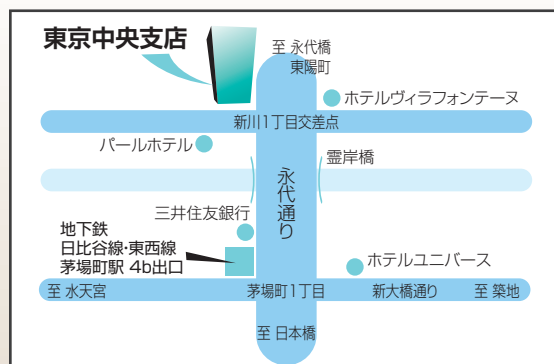 東京中央支店
至 永代橋
東陽町
ホテルヴィラフォンテーヌ
新川1丁目交差点
パールホテル
霊岸橋
永代通り
三井住友銀行
地下鉄
日比谷線・東西線
茅場町駅 4b出口
ホテルユニバース
至 水天宮
茅場町1丁目
新大橋通り
至 築地
至 日本橋